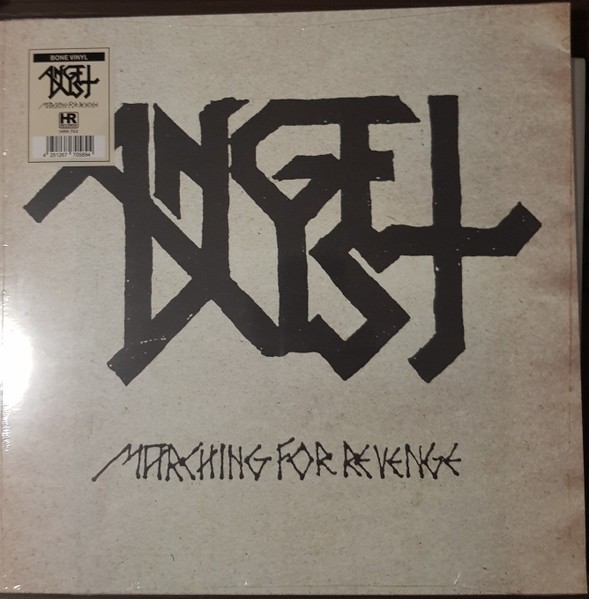 BONE VINYL
ANGEL
DUST
MARCHING FOR REVENGE
HR
ANGEL
DUST
MARCHING FOR REVENGE